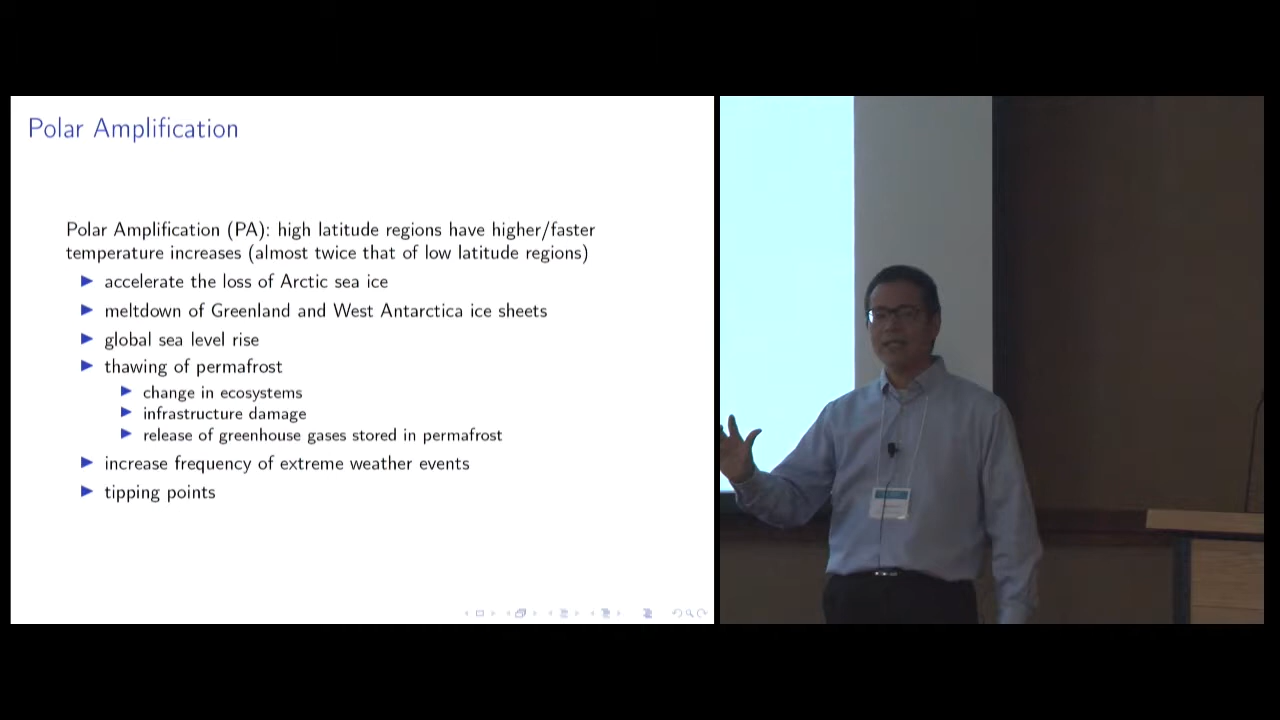 Polar Amplification
Polar Amplification (PA): high latitude regions have higher/faster
temperature increases (almost twice that of low latitude regions)
accelerate the loss of Arctic sea ice
meltdown of Greenland and West Antarctica ice sheets
global sea level rise
thawing of permafrost
change in ecosystems
infrastructure damage
release of greenhouse gases stored in permafrost
increase frequency of extreme weather events
tipping points